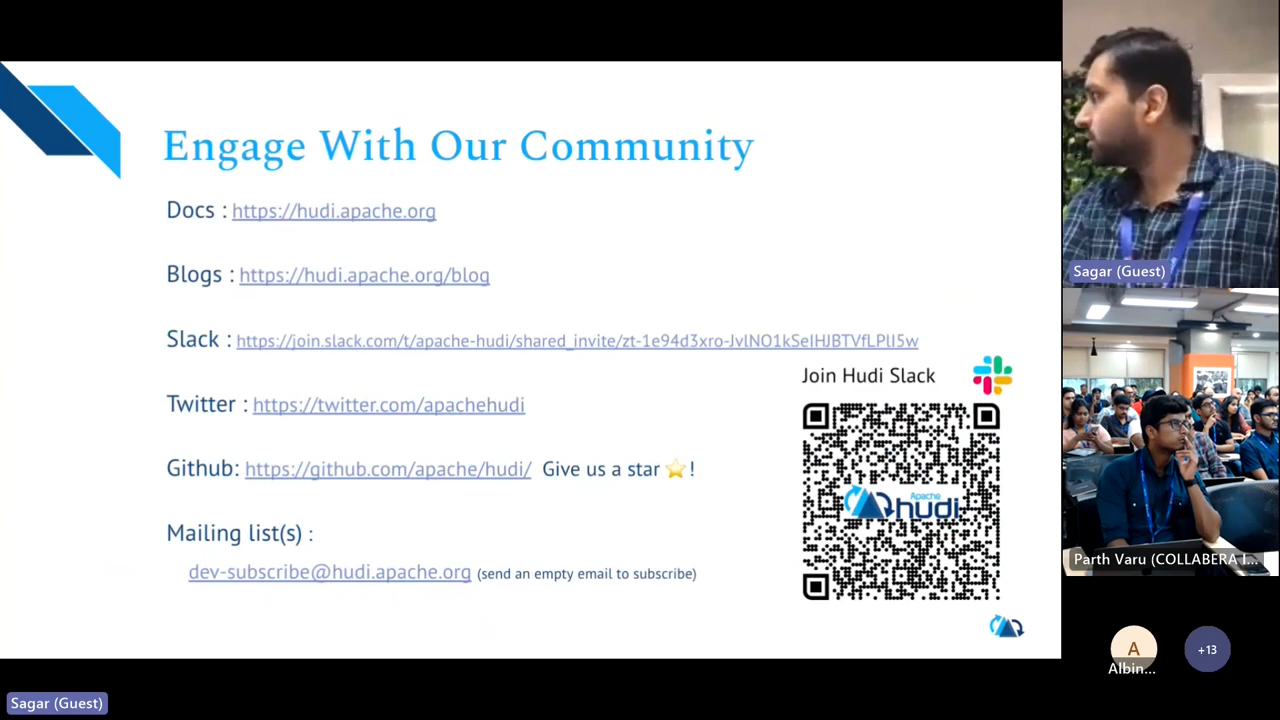 Engage With Our Community
Docs : https://hudi.apache.org
Blogs : https://hudi.apache.org/blog
Slack : https://join.slack.com/t/apache-hudi/shared_invite/zt-1e94d3xro-JvlNO1kSeIHJBTVfLPlI5w
Join Hudi Slack
Twitter : https://twitter.com/apachehudi
Github: https://github.com/apache/hudi/ Give us a star ⭐ !
Apache
hudi
Mailing list(s) :
dev-subscribe@hudi.apache.org (send an empty email to subscribe)
Sagar (Guest)
Parth Varu (COLLABERA I...
A
Albin...
+13
Sagar (Guest)